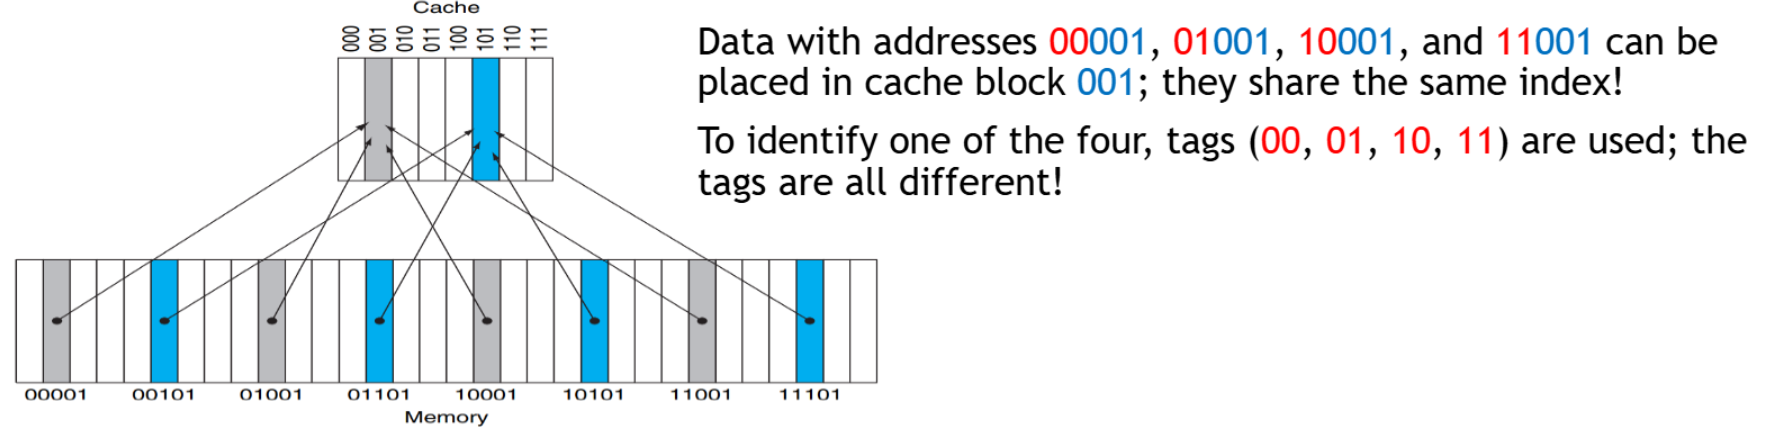 Cache
000 001 010 011 100 101 110 111
Data with addresses 00001, 01001, 10001, and 11001 can be
placed in cache block 001; they share the same index!
To identify one of the four, tags (00, 01, 10, 11) are used; the
tags are all different!
00001 00101 01001 01101 10001 10101 11001 11101
Memory